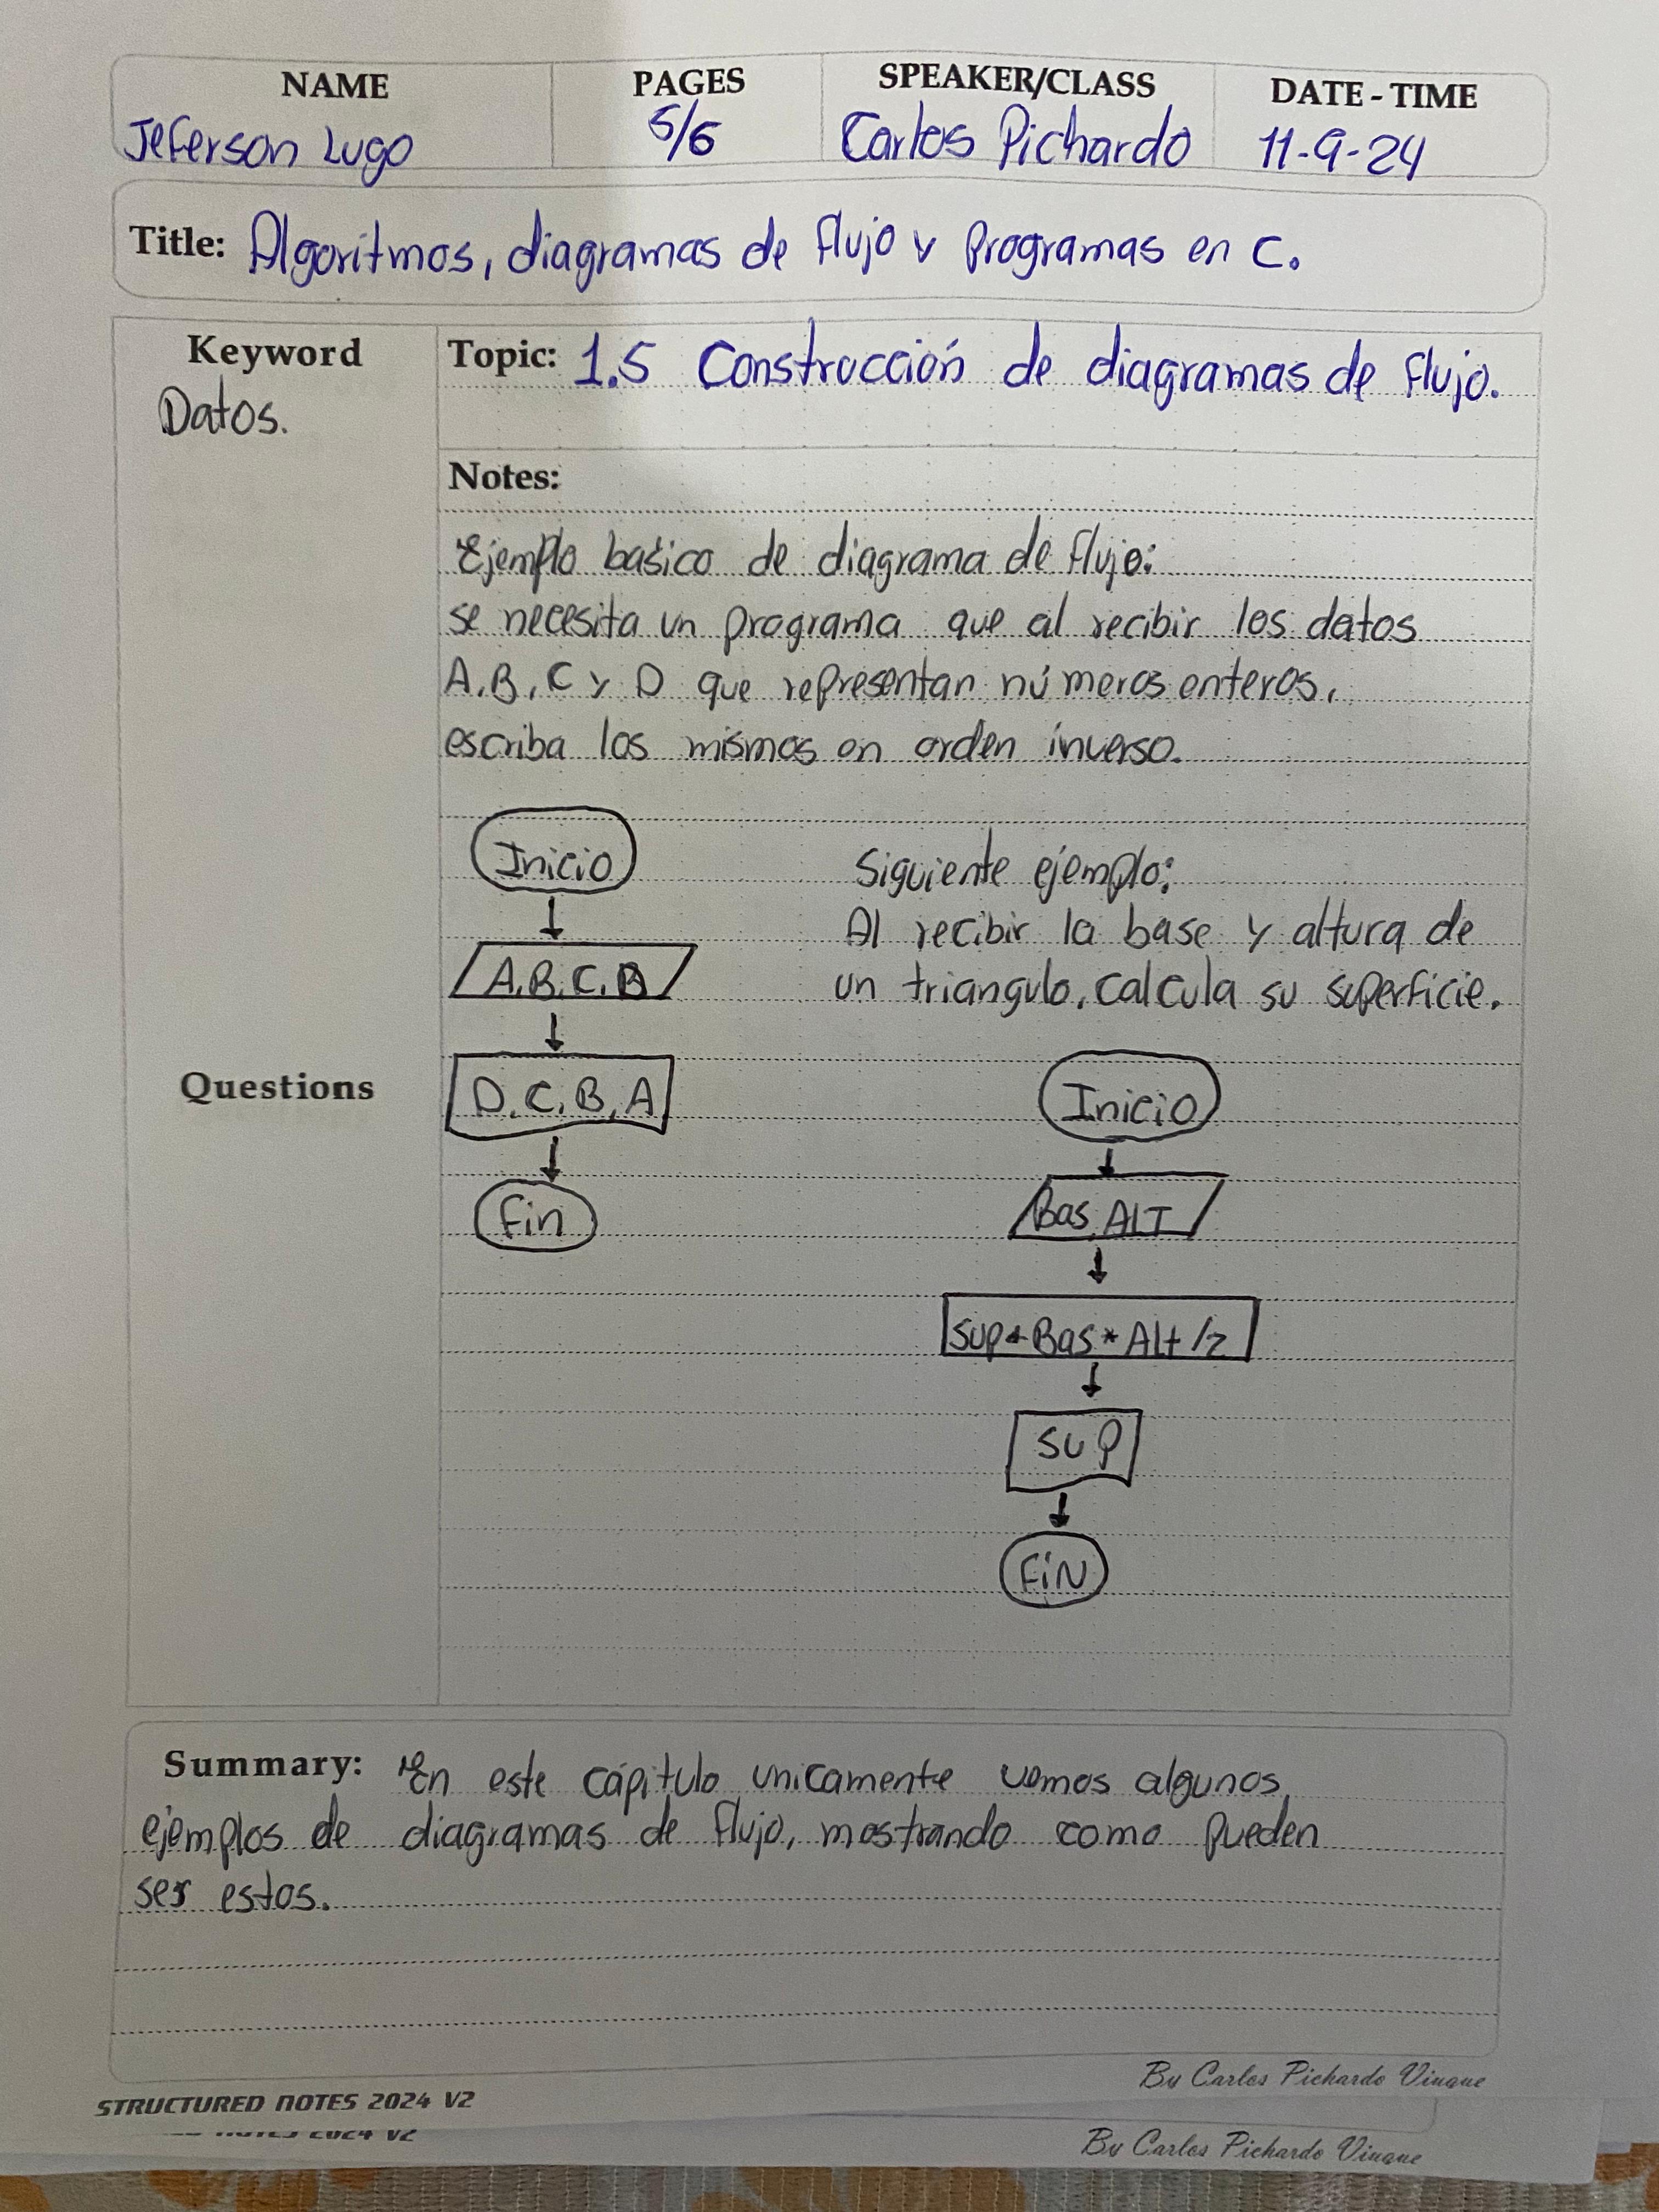 NAME
PAGES
SPEAKER/CLASS
DATE - TIME
Jeferson Lugo
5/6
Carlos Pichardo
11-9-24
Title: Algoritmos, diagramas de flujo y programas en C.
Keyword
Datos.
Topic: 1.5 Construcción de diagramas de flujo.
Notes:
Ejemplo basico de diagrama de flujo:
se necesita un programa que al recibir los datos
A, B, C y D que representan números enteros,
escriba los mismos en orden inverso.
Inicio
A, B, C, D
D, C, B, A
Fin
Siguiente ejemplo:
Al recibir la base y altura de
un triangulo, calcula su superficie.
Inicio
Bas, ALT
Sup ← Bas * Alt / 2
SUP
FiN
Questions
Summary: En este cápitulo unicamente vemos algunos
ejemplos de diagramas de flujo, mostrando como pueden
ser estos.
STRUCTURED NOTES 2024 V2
By Carlos Pichardo Viuque
NOTES 2024 V2
By Carlos Pichardo Viuque